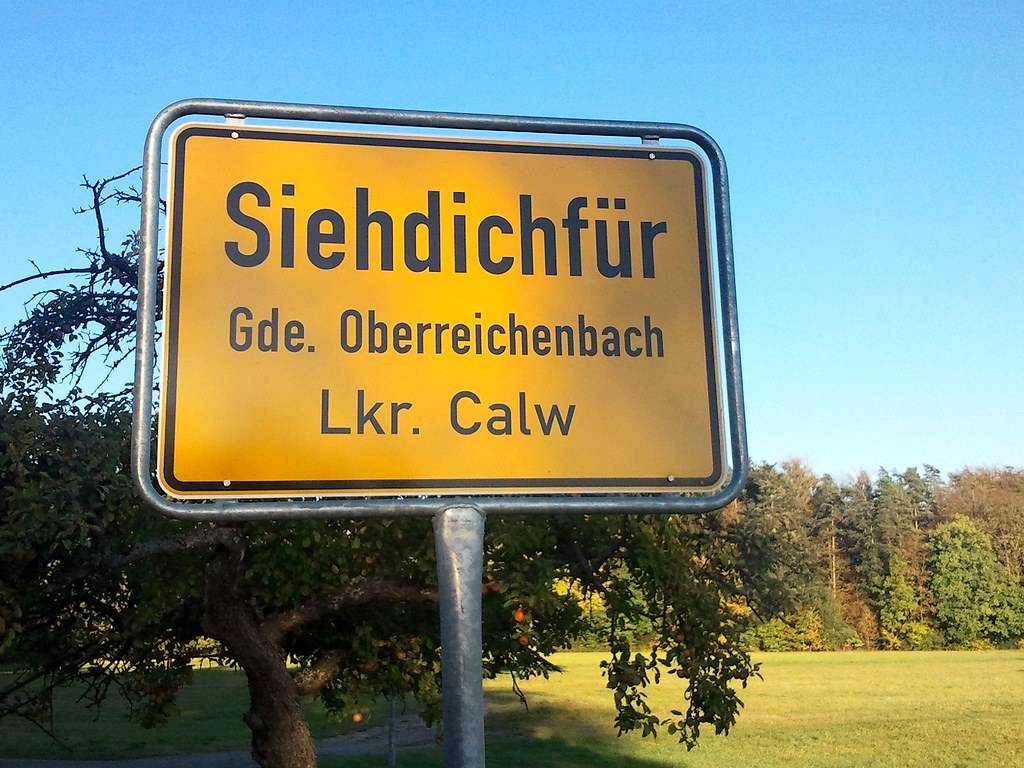 Siehdichfür
Gde. Oberreichenbach
Lkr. Calw